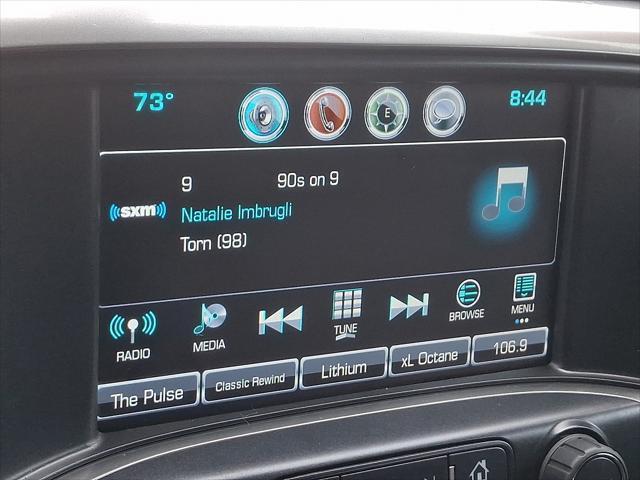 73°
E
8:44
9
90s on 9
((sxm))
Natalie Imbrugli
Torn (98)
RADIO
MEDIA
TUNE
BROWSE
MENU
The Pulse
Classic Rewind
Lithium
xL Octane
106.9